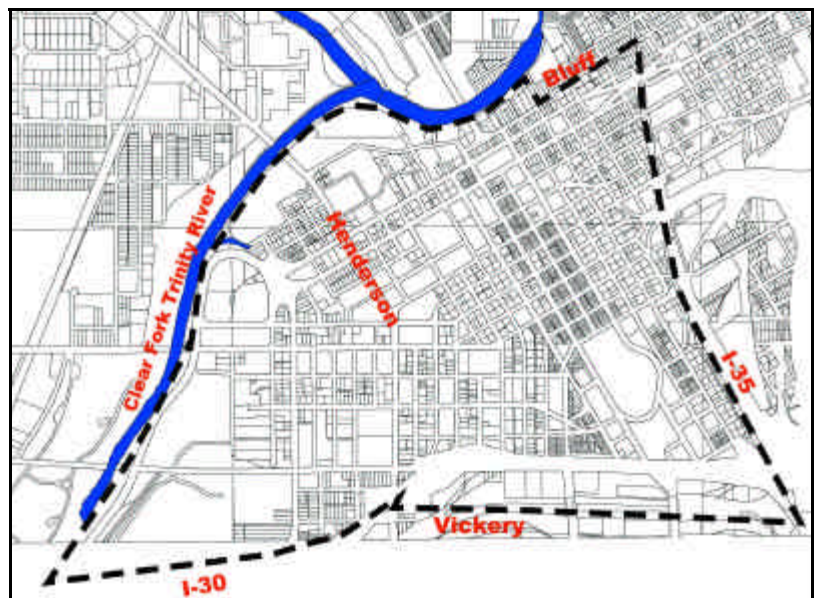 Bluff
Clear Fork Trinity River
Henderson
I-35
Vickery
I-30